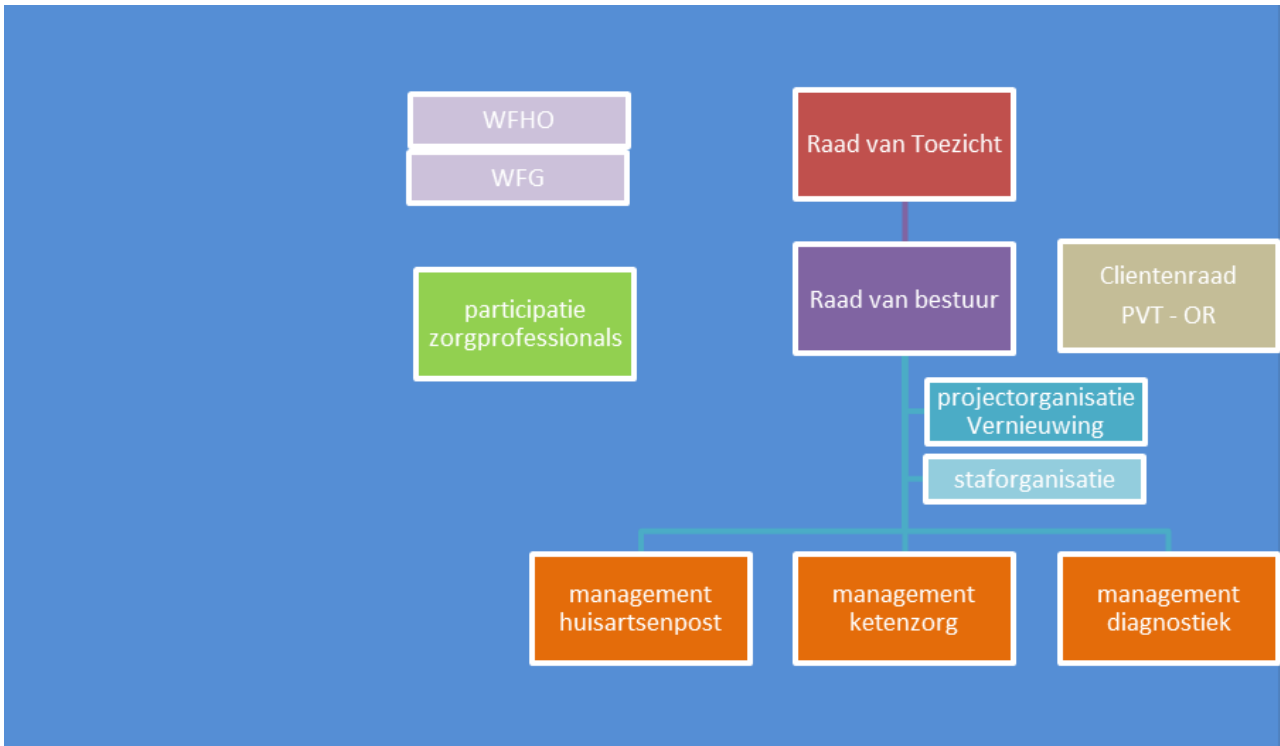 WFHO
WFG
Raad van Toezicht
participatie
zorgprofessionals
Raad van bestuur
Clientenraad
PVT - OR
projectorganisatie
Vernieuwing
staforganisatie
management
huisartsenpost
management
ketenzorg
management
diagnostiek